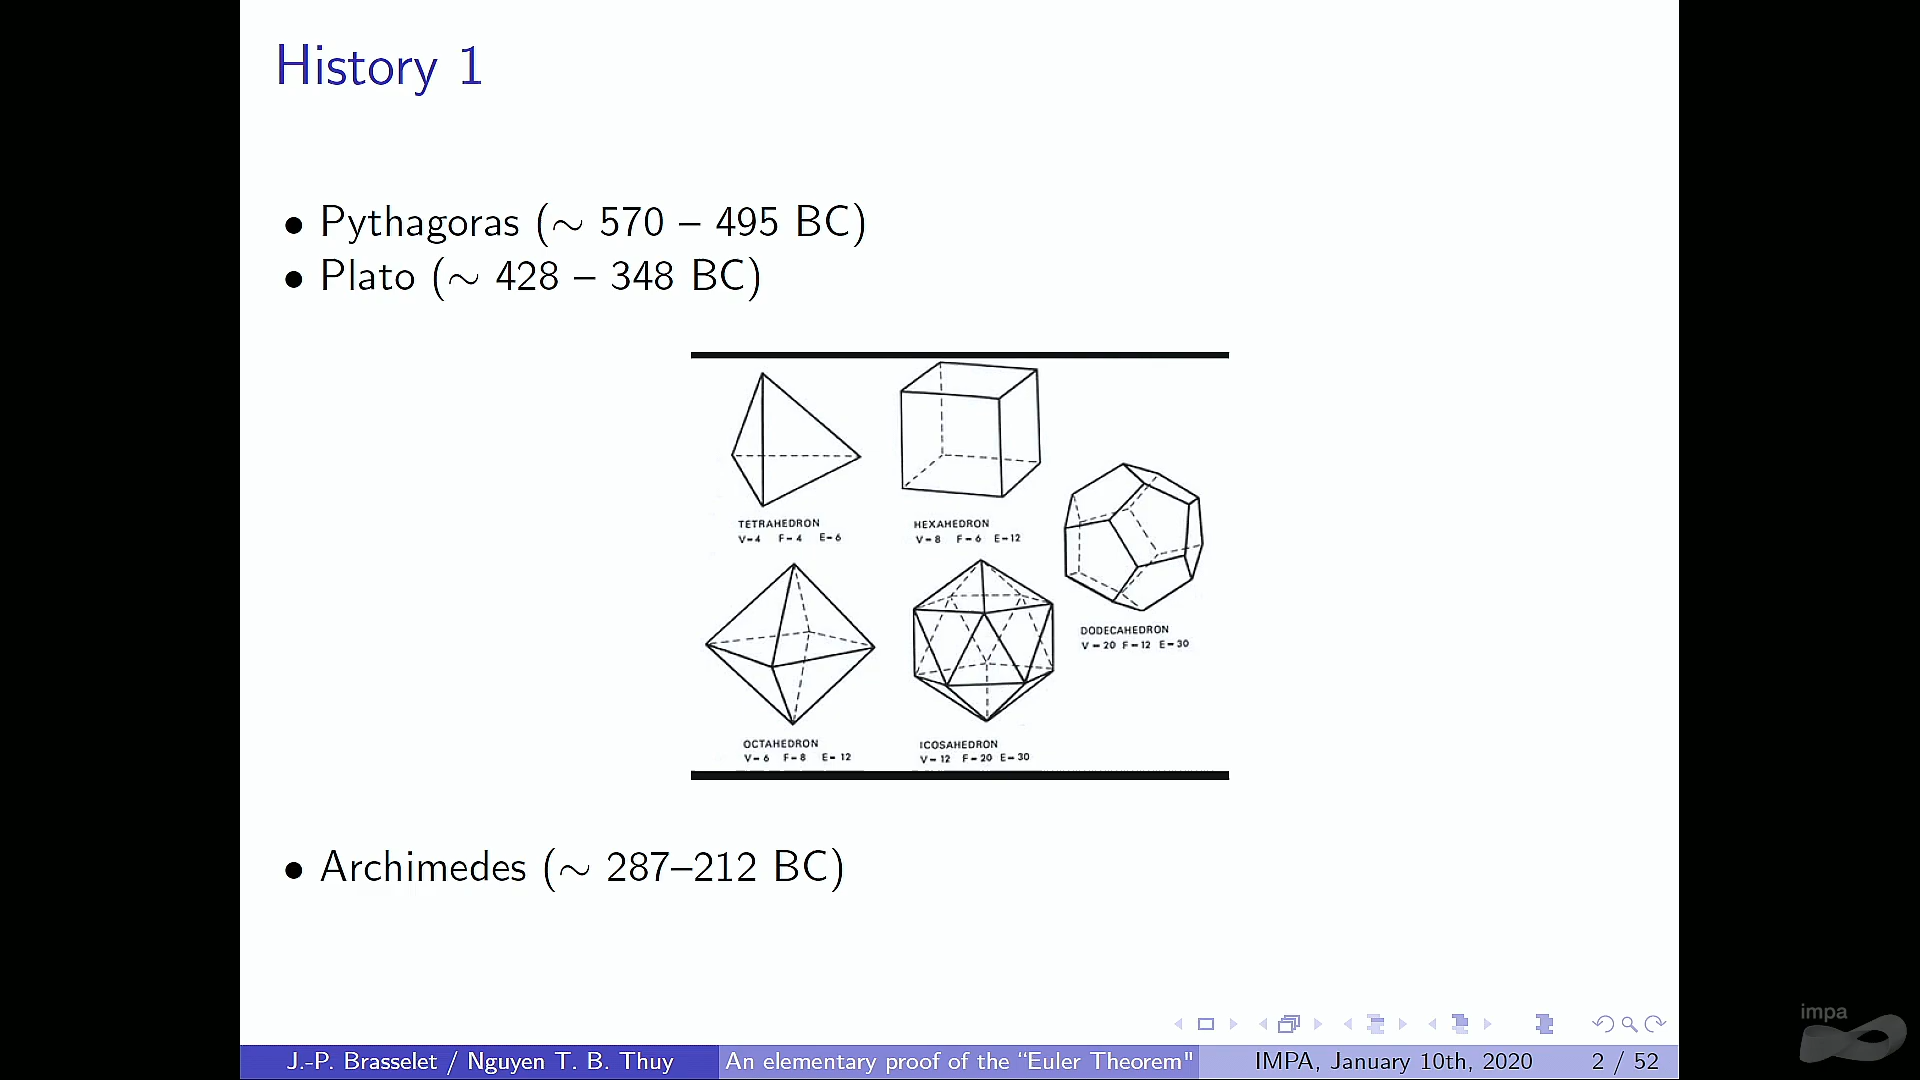 History 1
• Pythagoras (∼ 570 – 495 BC)
• Plato (∼ 428 – 348 BC)
TETRAHEDRON
V=4 F=4 E=6
HEXAHEDRON
V=8 F=6 E=12
DODECAHEDRON
V=20 F=12 E=30
OCTAHEDRON
V=6 F=8 E=12
ICOSAHEDRON
V=12 F=20 E=30
• Archimedes (∼ 287–212 BC)
impa
J.-P. Brasselet / Nguyen T. B. Thuy An elementary proof of the “Euler Theorem" IMPA, January 10th, 2020 2 / 52